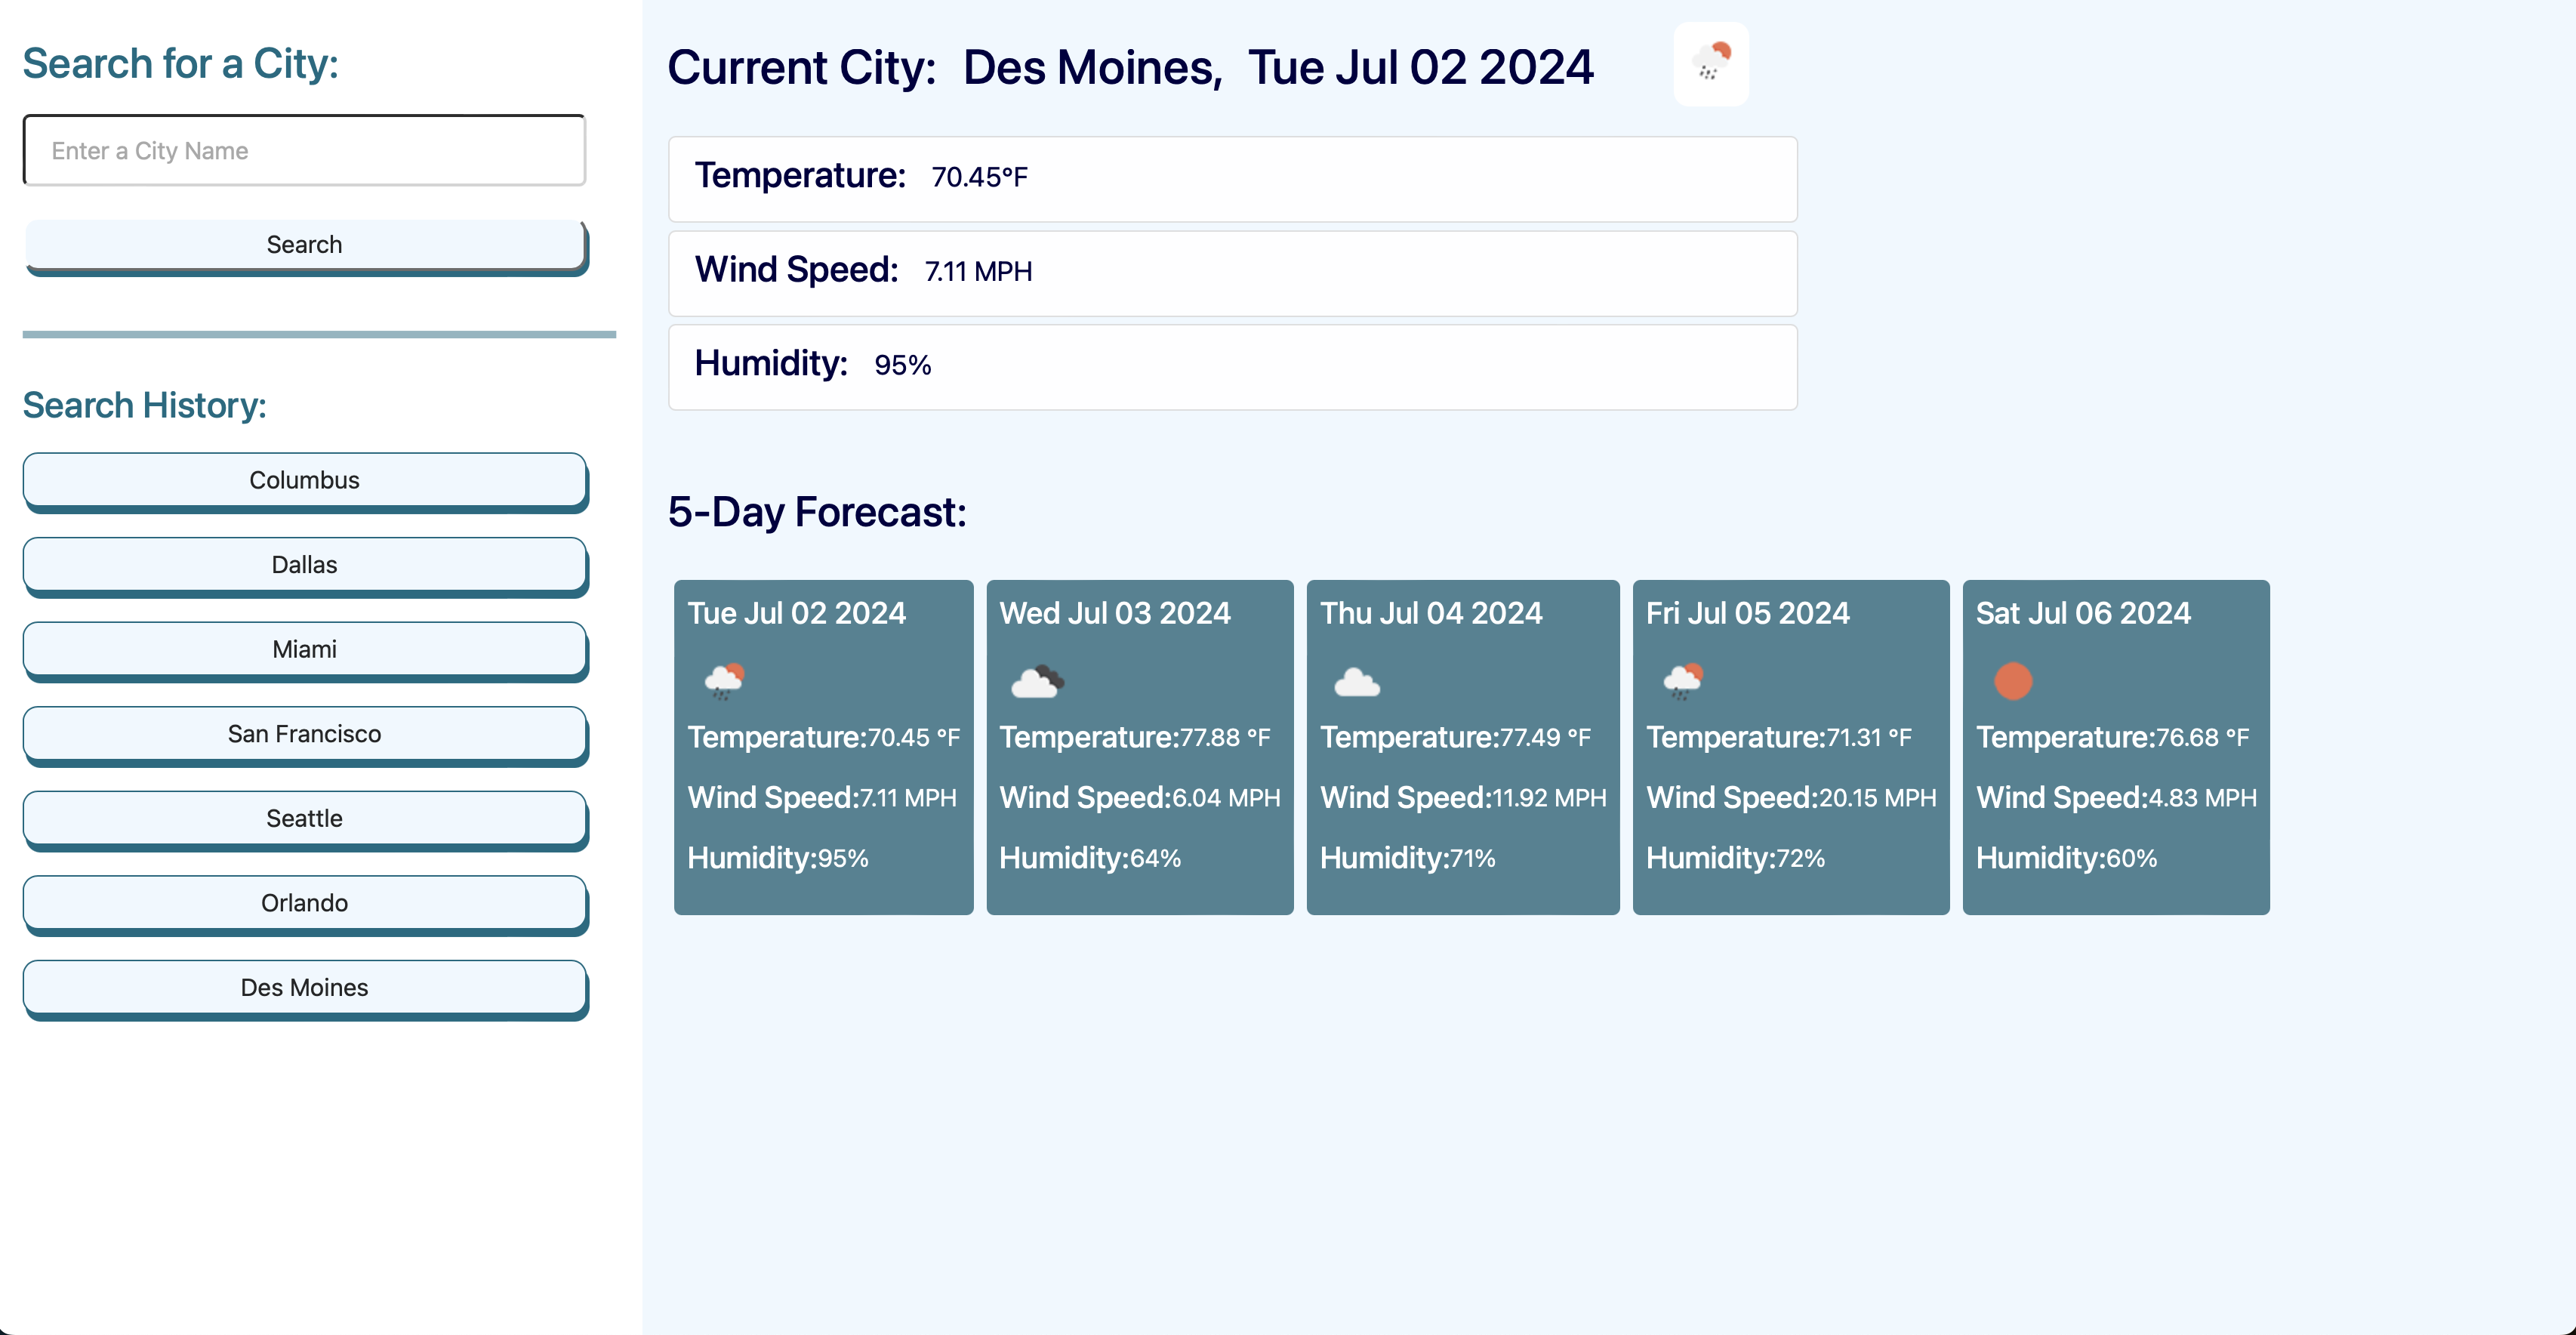 Search for a City:
Enter a City Name
Search
Search History:
Columbus
Dallas
Miami
San Francisco
Seattle
Orlando
Des Moines
Current City: Des Moines, Tue Jul 02 2024
Temperature: 70.45°F
Wind Speed: 7.11 MPH
Humidity: 95%
5-Day Forecast:
Tue Jul 02 2024
Temperature:70.45 °F
Wind Speed:7.11 MPH
Humidity:95%
Wed Jul 03 2024
Temperature:77.88 °F
Wind Speed:6.04 MPH
Humidity:64%
Thu Jul 04 2024
Temperature:77.49 °F
Wind Speed:11.92 MPH
Humidity:71%
Fri Jul 05 2024
Temperature:71.31 °F
Wind Speed:20.15 MPH
Humidity:72%
Sat Jul 06 2024
Temperature:76.68 °F
Wind Speed:4.83 MPH
Humidity:60%